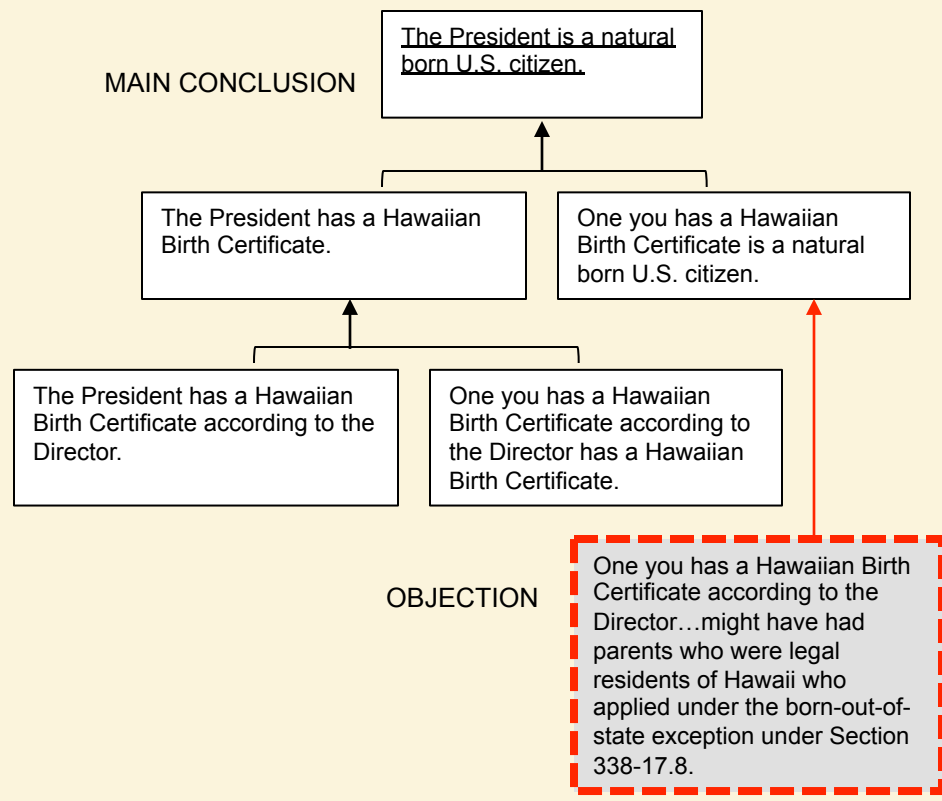 The President is a natural
born U.S. citizen.
MAIN CONCLUSION
The President has a Hawaiian
Birth Certificate.
One you has a Hawaiian
Birth Certificate is a natural
born U.S. citizen.
The President has a Hawaiian
Birth Certificate according to the
Director.
One you has a Hawaiian
Birth Certificate according to
the Director has a Hawaiian
Birth Certificate.
OBJECTION
One you has a Hawaiian Birth
Certificate according to the
Director…might have had
parents who were legal
residents of Hawaii who
applied under the born-out-of-
state exception under Section
338-17.8.